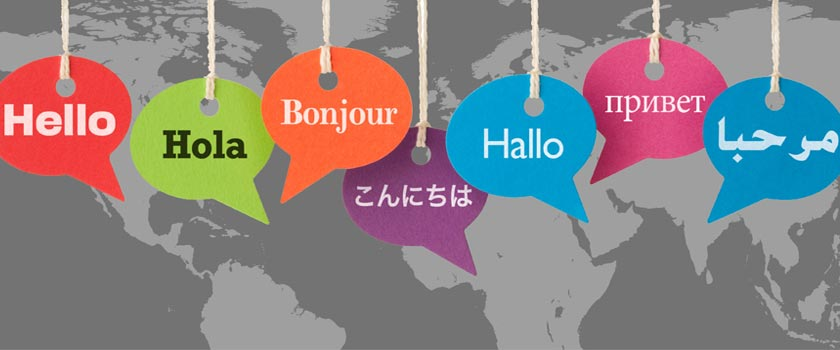 Hello
Hola
Bonjour
こんにちは
Hallo
привет
مرحبا